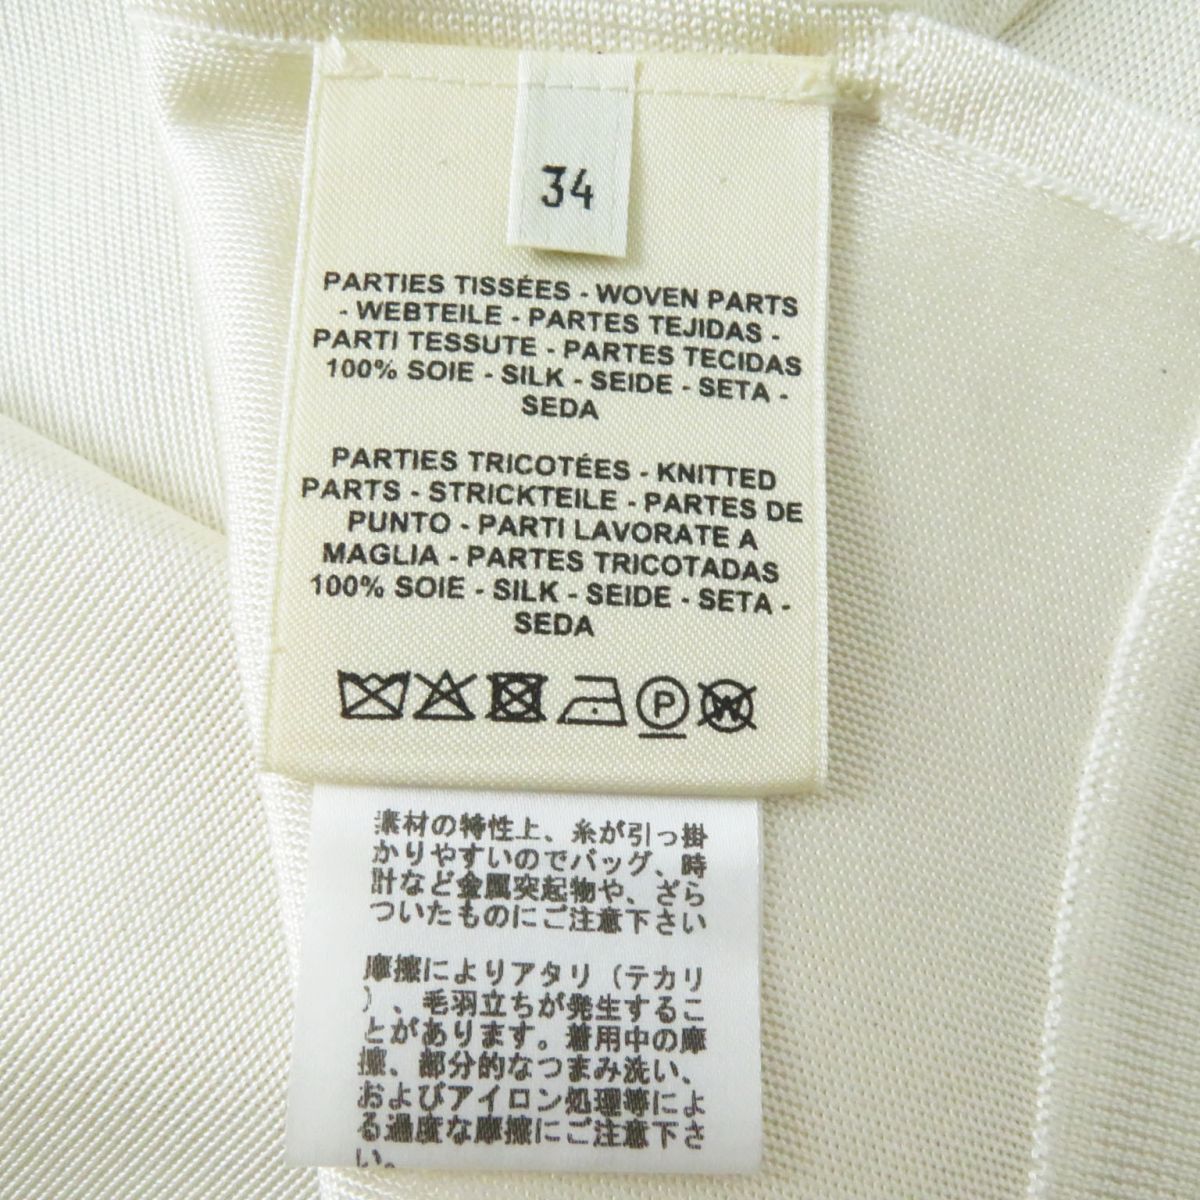 34
PARTIES TISSÉES - WOVEN PARTS
- WEBTEILE - PARTES TEJIDAS -
PARTI TESSUTE - PARTES TECIDAS
100% SOIE - SILK - SEIDE - SETA -
SEDA
PARTIES TRICOTÉES - KNITTED
PARTS - STRICKTEILE - PARTES DE
PUNTO - PARTI LAVORATE A
MAGLIA - PARTES TRICOTADAS
100% SOIE - SILK - SEIDE - SETA -
SEDA
P W
素材の特性上、糸が引っ掛
かりやすいのでバッグ、時
計など金属突起物や、ざら
ついたものにご注意下さい
摩擦によりアタリ（テカリ
）、毛羽立ちが発生するこ
とがあります。着用中の摩
擦、部分的なつまみ洗い、
およびアイロン処理等によ
る過度な摩擦にご注意下さ
い。